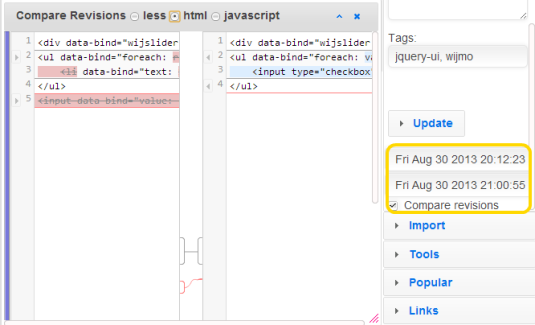 Compare Revisions less html javascript
1 <div data-bind="wijslider
2 <ul data-bind="foreach:
3 <li data-bind="text:
4 </ul>
5 <input data-bind="value:
1 <div data-bind="wijslider
2 <ul data-bind="foreach: va
3 <input type="checkbox"
4 </ul>
Tags:
jquery-ui, wijmo
Update
Fri Aug 30 2013 20:12:23
Fri Aug 30 2013 21:00:55
Compare revisions
Import
Tools
Popular
Links